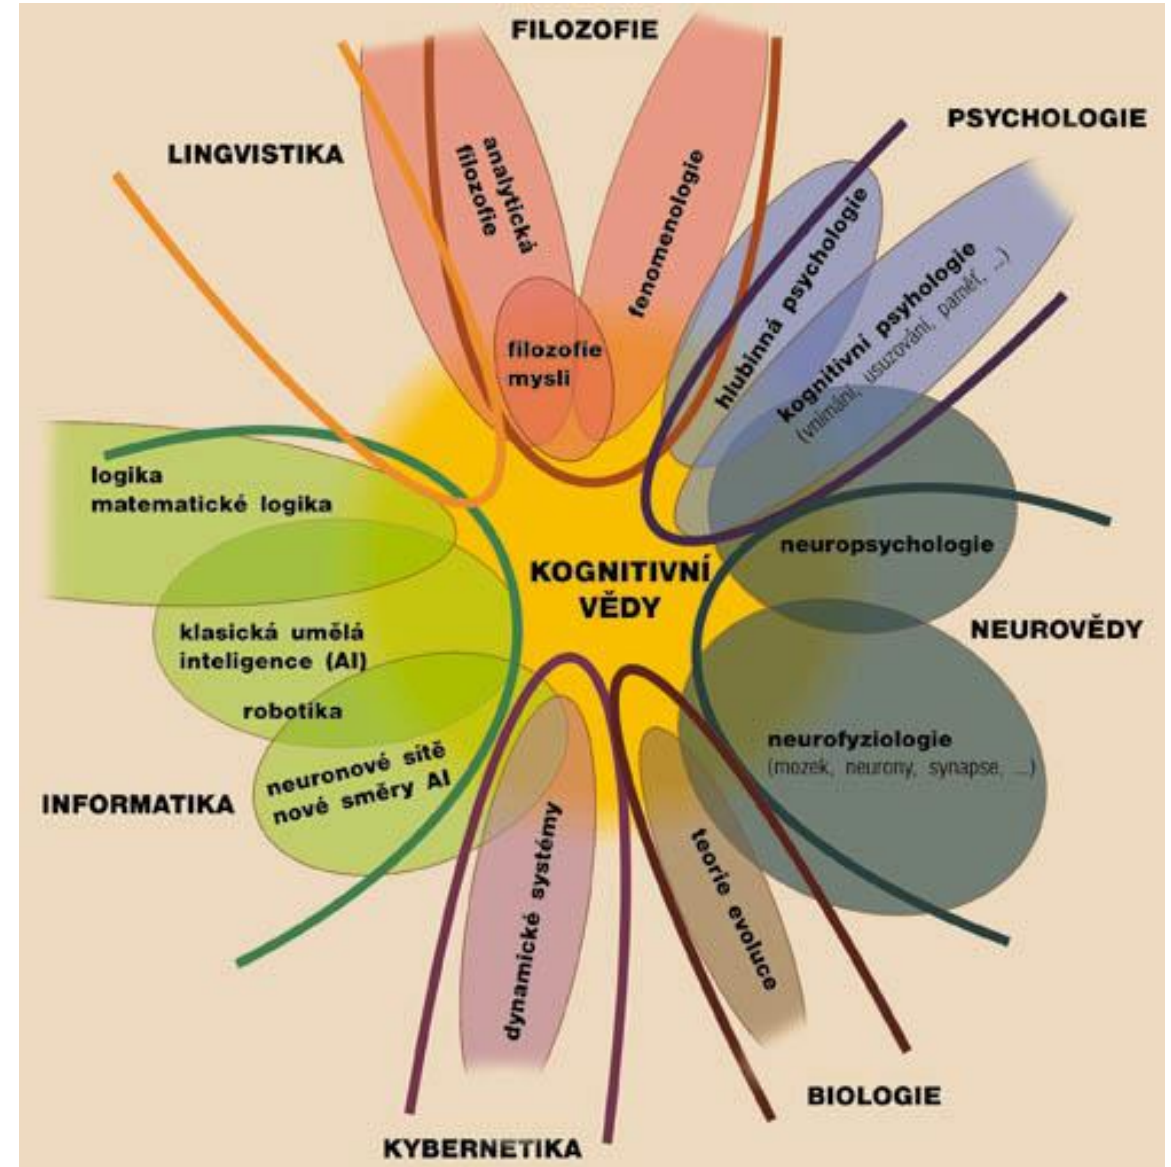 FILOZOFIE
PSYCHOLOGIE
LINGVISTIKA
analytická
filozofie
fenomenologie
hlubinná psychologie
kognitivní psyhologie
(vnímání, usuzování, paměť, ...)
filozofie
mysli
logika
matematické logika
neuropsychologie
KOGNITIVNÍ
VĚDY
NEUROVĚDY
klasická umělá
inteligence (AI)
robotika
neurofyziologie
(mozek, neurony, synapse, ...)
neuronové sítě
nové směry AI
INFORMATIKA
dynamické systémy
teorie evoluce
BIOLOGIE
KYBERNETIKA